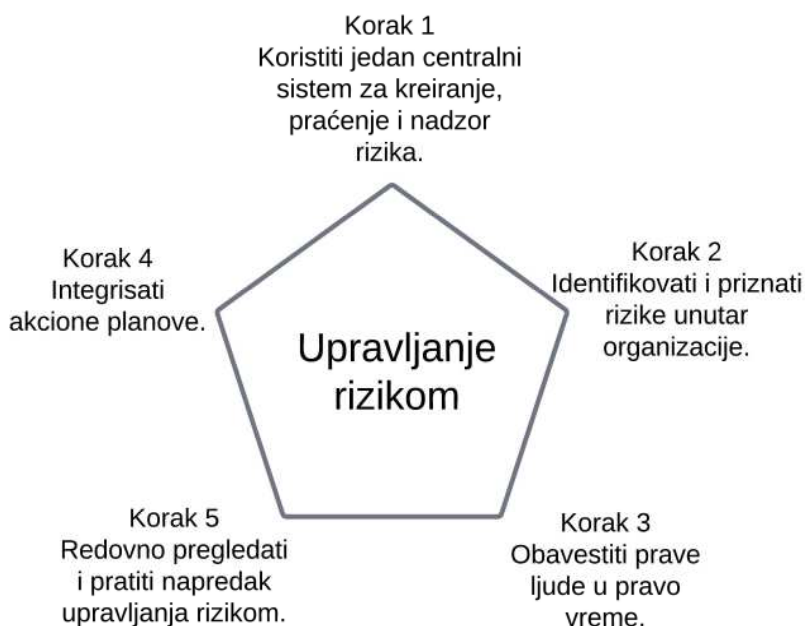 Korak 1
Koristiti jedan centralni
sistem za kreiranje,
praćenje i nadzor
rizika.
Korak 2
Identifikovati i priznati
rizike unutar
organizacije.
Korak 3
Obavestiti prave
ljude u pravo
vreme.
Korak 4
Integrisati
akcione planove.
Korak 5
Redovno pregledati
i pratiti napredak
upravljanja rizikom.
Upravljanje
rizikom